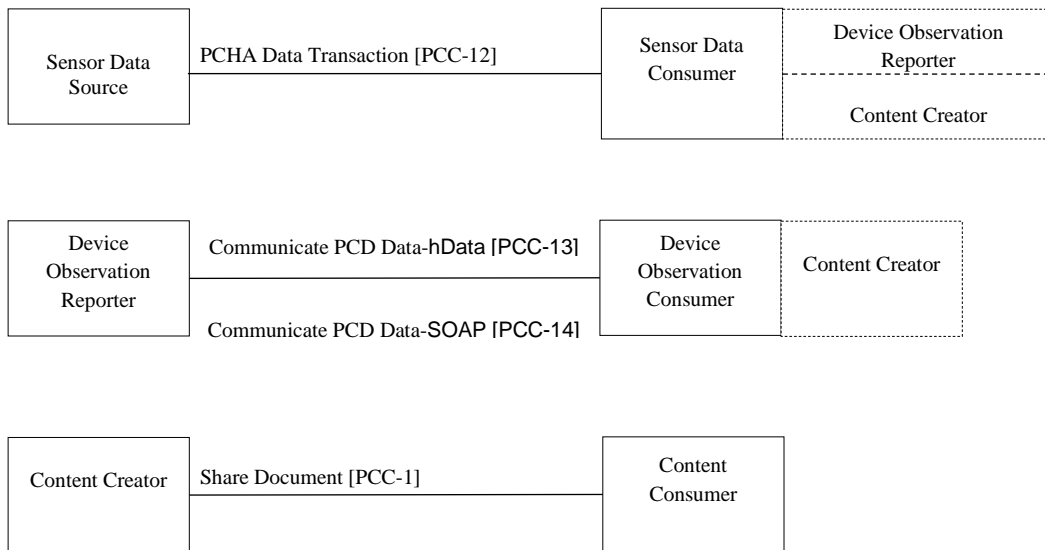 Sensor Data
Source
PCHA Data Transaction [PCC-12]
Sensor Data
Consumer
Device Observation
Reporter
Content Creator
Device
Observation
Reporter
Communicate PCD Data-hData [PCC-13]
Communicate PCD Data-SOAP [PCC-14]
Device
Observation
Consumer
Content Creator
Content Creator
Share Document [PCC-1]
Content
Consumer